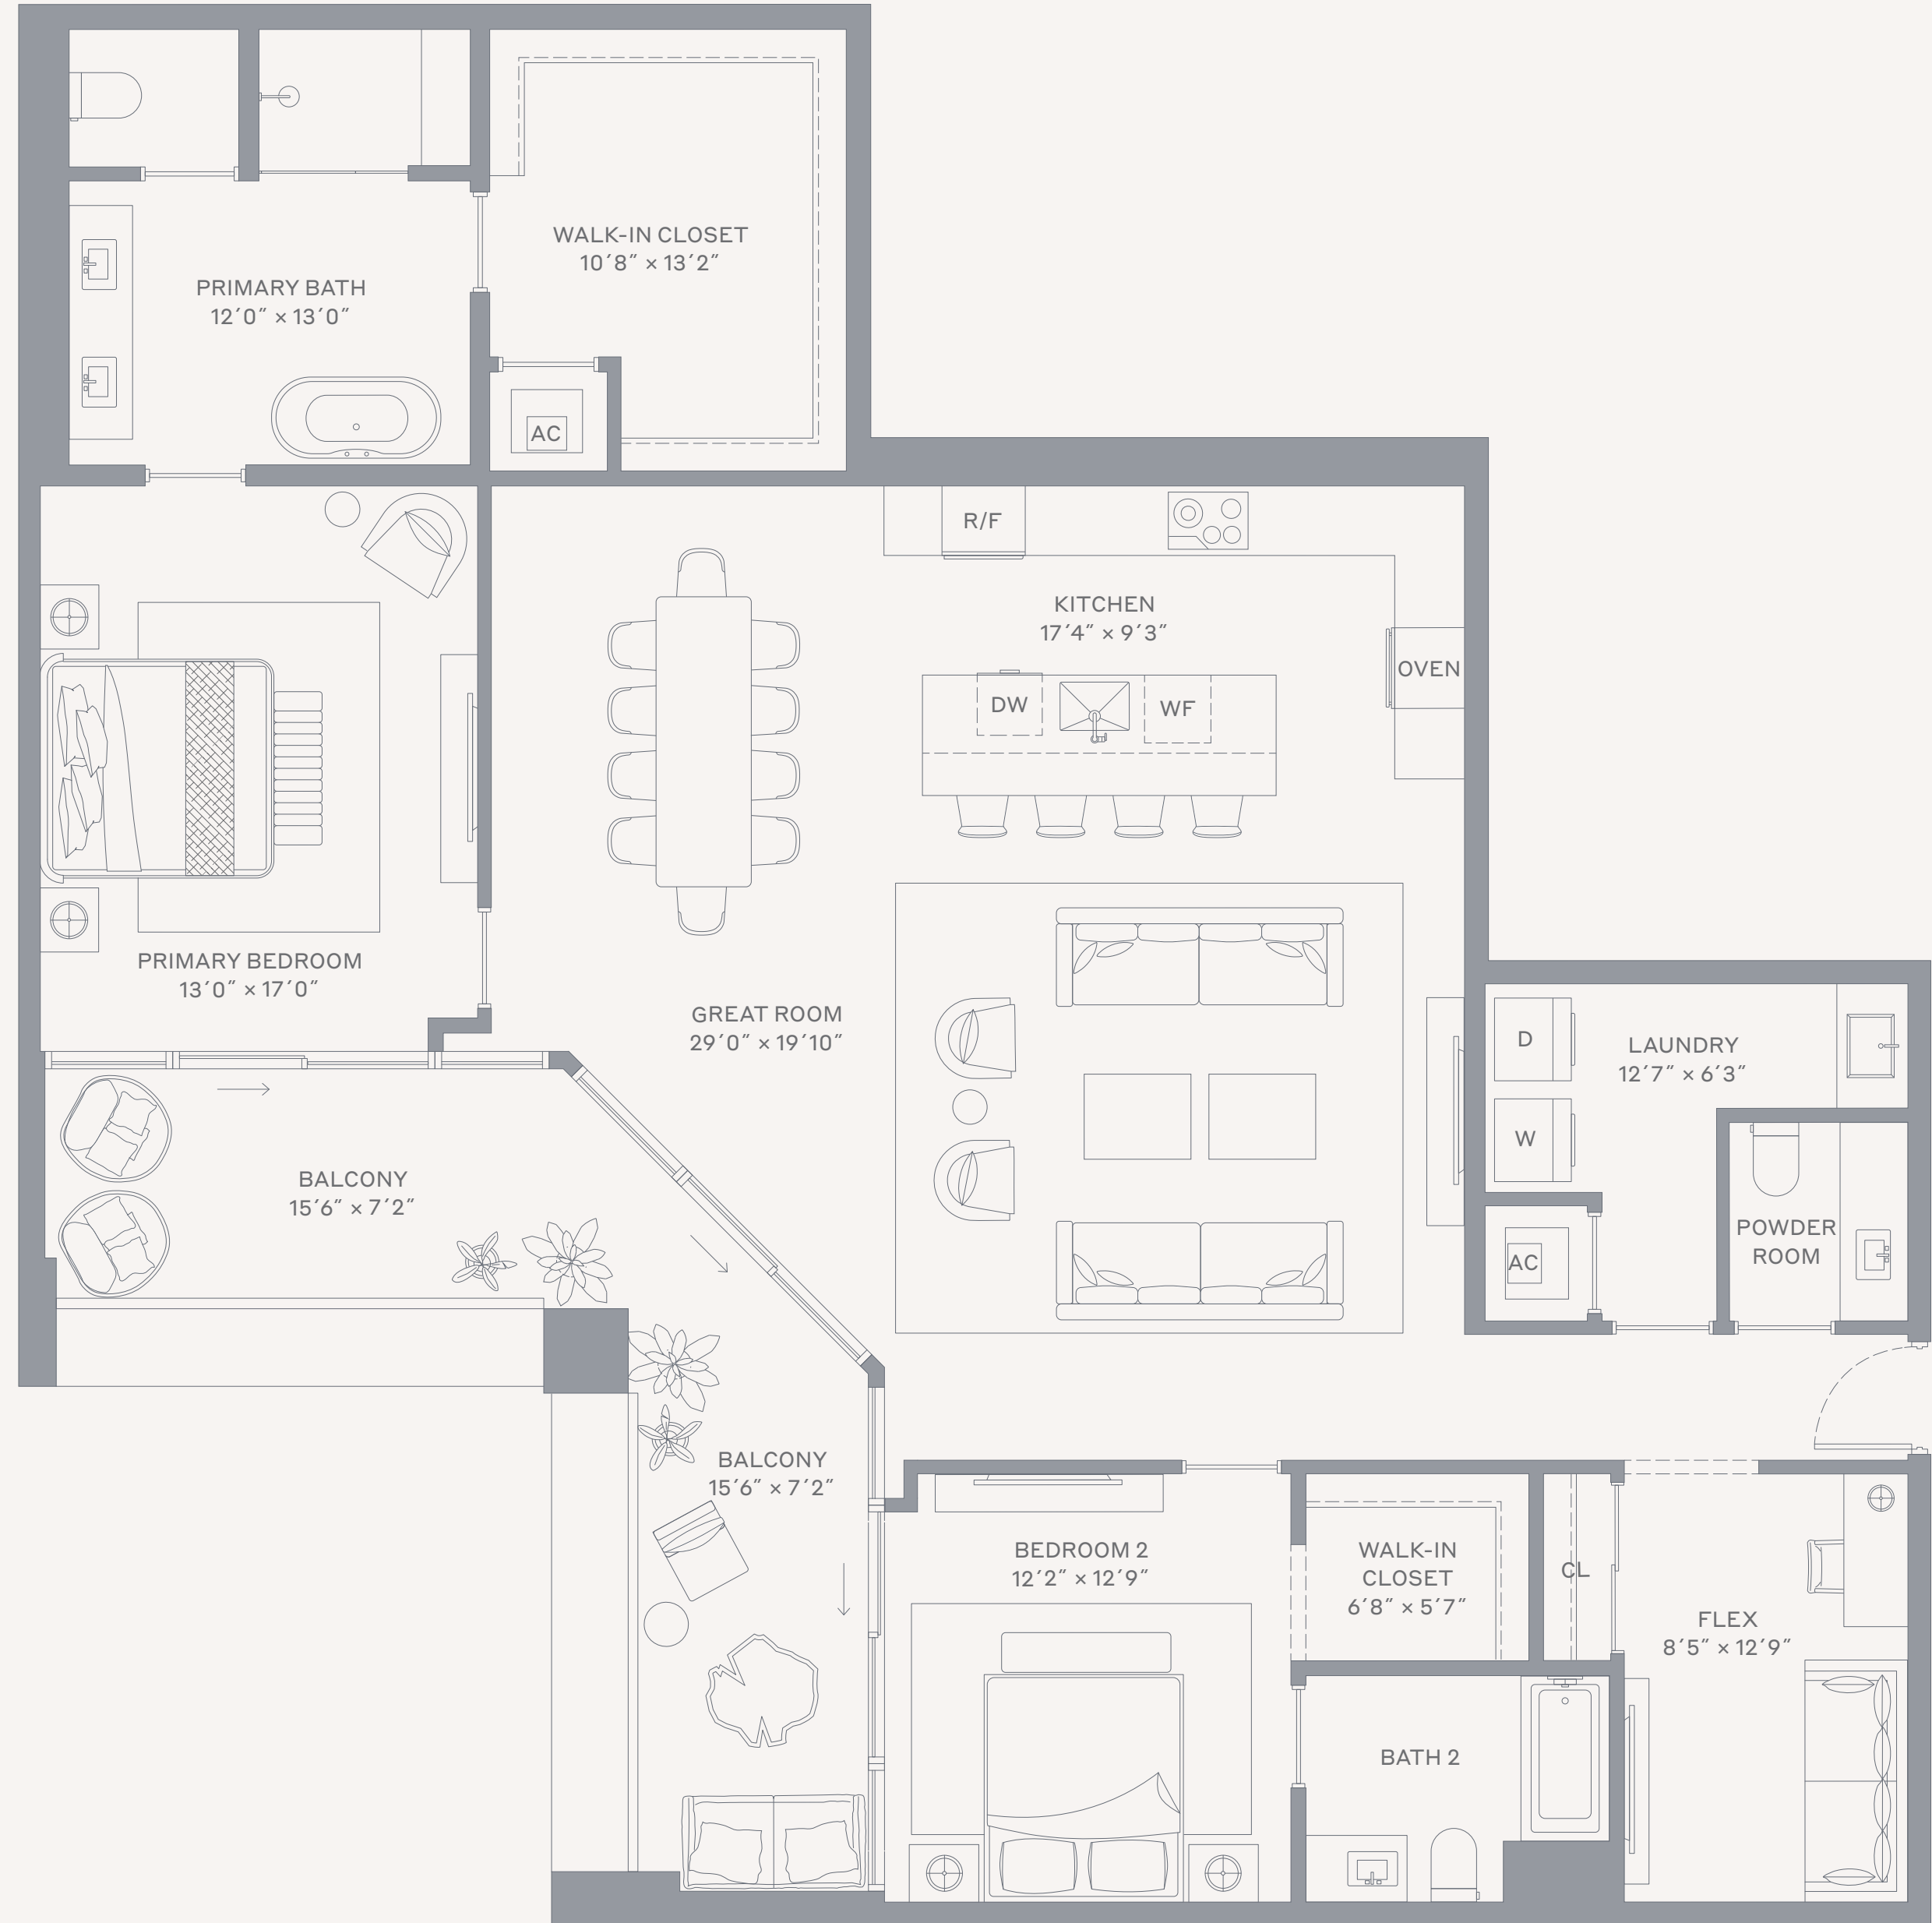 WALK-IN CLOSET
10′8″ × 13′2″
PRIMARY BATH
12′0″ × 13′0″
AC
R/F
KITCHEN
17′4″ × 9′3″
OVEN
DW
WF
PRIMARY BEDROOM
13′0″ × 17′0″
GREAT ROOM
29′0″ × 19′10″
D
LAUNDRY
12′7″ × 6′3″
W
BALCONY
15′6″ × 7′2″
POWDER
ROOM
AC
BALCONY
15′6″ × 7′2″
BEDROOM 2
12′2″ × 12′9″
WALK-IN
CLOSET
6′8″ × 5′7″
CL
FLEX
8′5″ × 12′9″
BATH 2